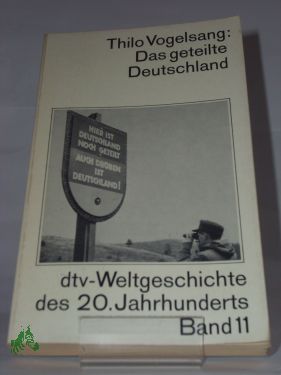 Thilo Vogelsang:
Das geteilte
Deutschland
HIER IST
DEUTSCHLAND
NOCH GETEILT
AUCH DRÜBEN
IST
DEUTSCHLAND!
dtv-Weltgeschichte
des 20. Jahrhunderts
Band 11